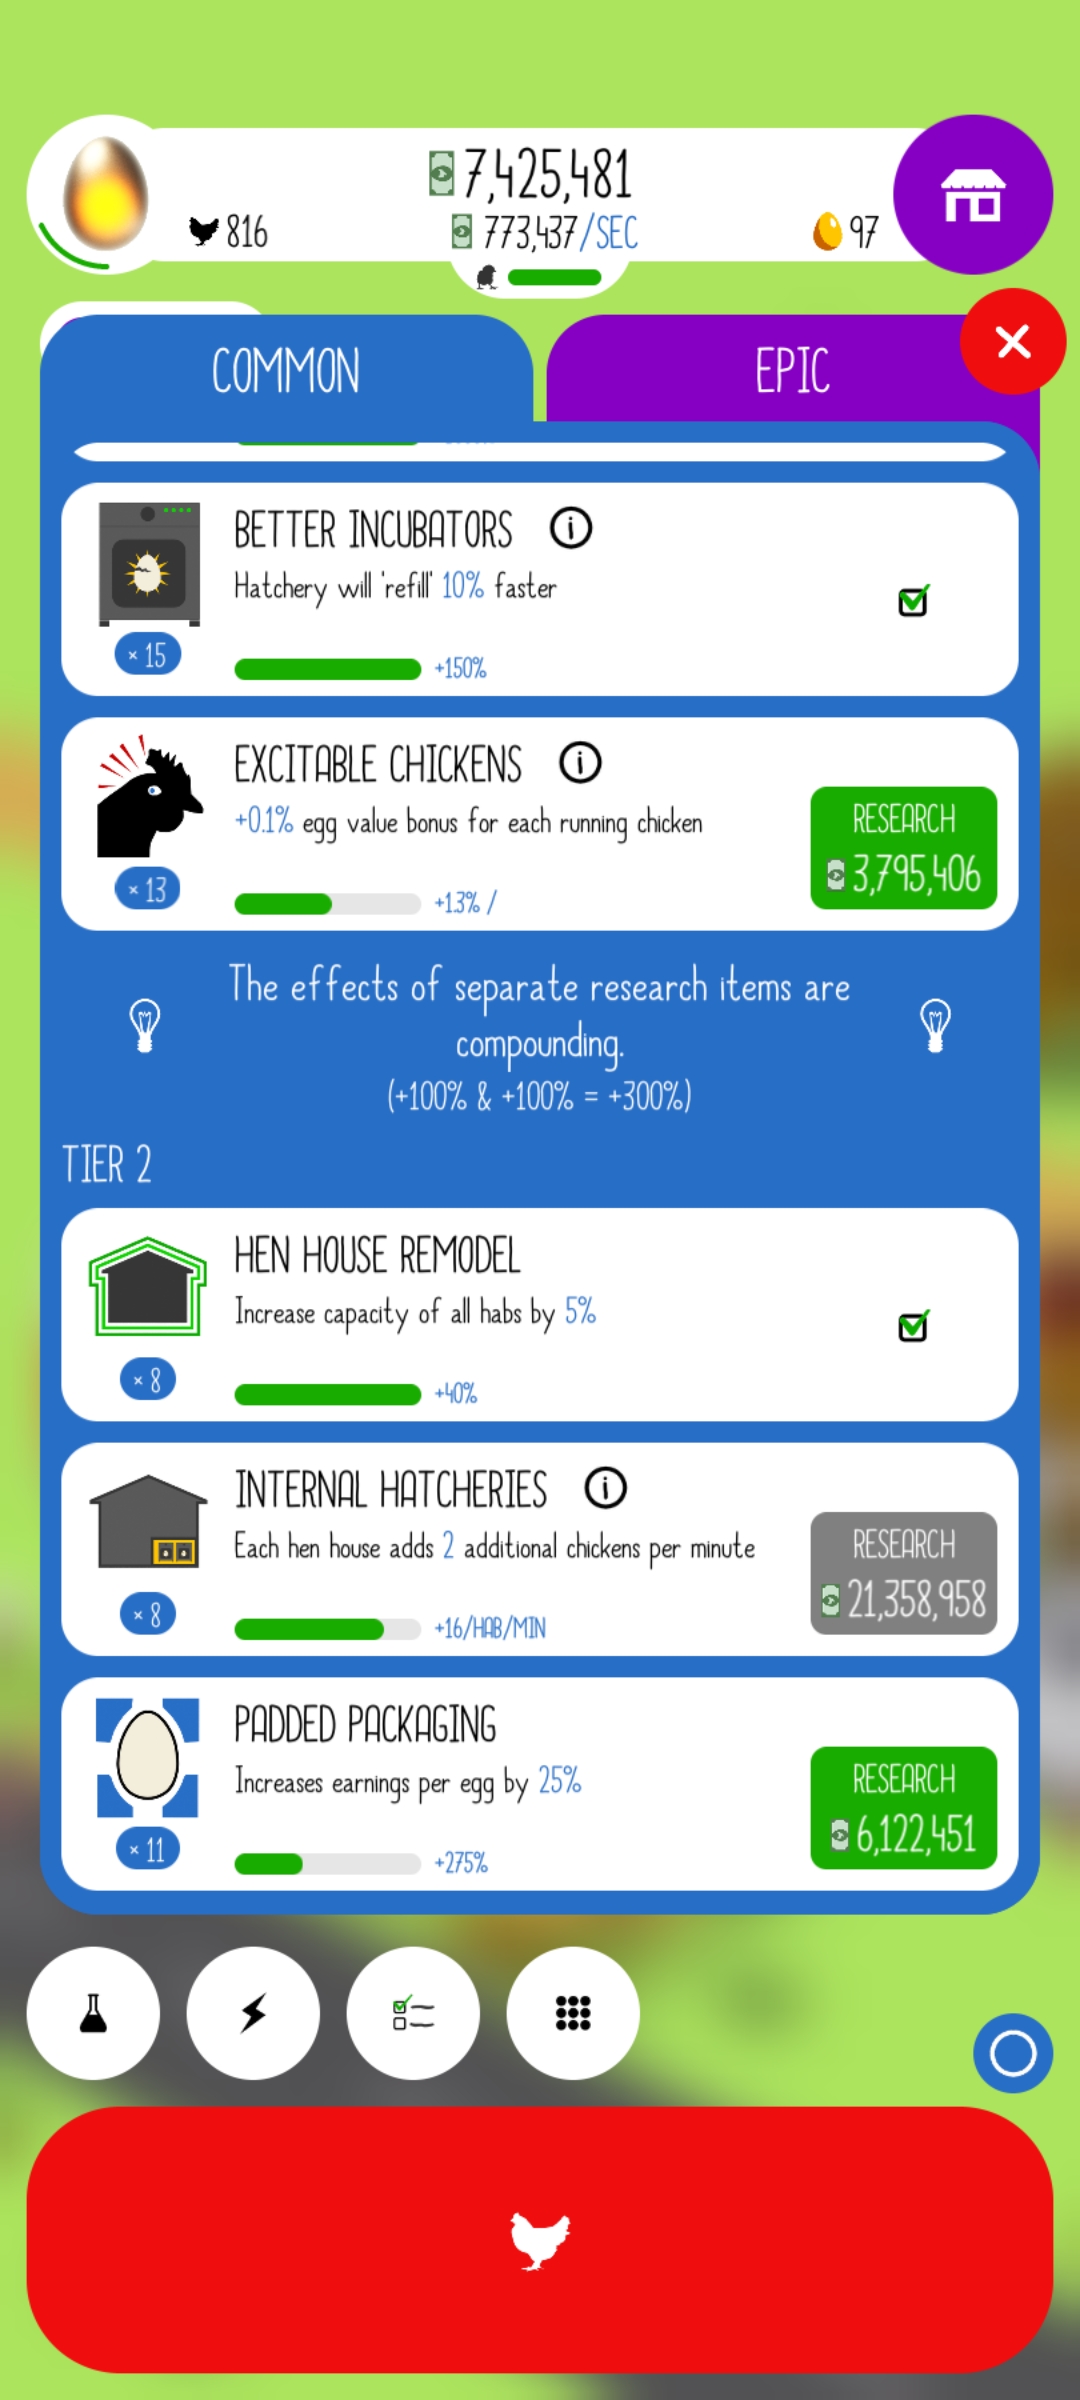 7,425,481
816
773,437/SEC
97
COMMON
EPIC
BETTER INCUBATORS
Hatchery will 'refill' 10% faster
× 15
+150%
EXCITABLE CHICKENS
+0.1% egg value bonus for each running chicken
RESEARCH
3,795,406
× 13
+1.3% /
The effects of separate research items are
compounding.
(+100% & +100% = +300%)
TIER 2
HEN HOUSE REMODEL
Increase capacity of all habs by 5%
× 8
+40%
INTERNAL HATCHERIES
Each hen house adds 2 additional chickens per minute
RESEARCH
21,358,958
× 8
+16/HAB/MIN
PADDED PACKAGING
Increases earnings per egg by 25%
RESEARCH
6,122,451
× 11
+275%